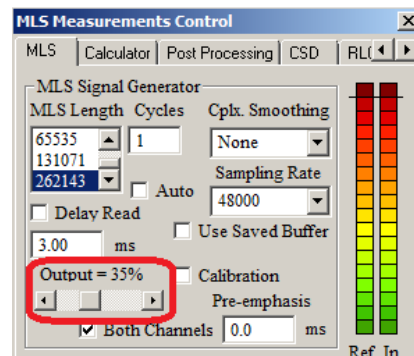 MLS Measurements Control
MLS Calculator Post Processing CSD RLC
MLS Signal Generator
MLS Length Cycles Cplx. Smoothing
65535
131071
262143
1
None
Auto
Sampling Rate
48000
Delay Read
Use Saved Buffer
3.00 ms
Output = 35%
Calibration
Pre-emphasis
Both Channels 0.0 ms
Ref In